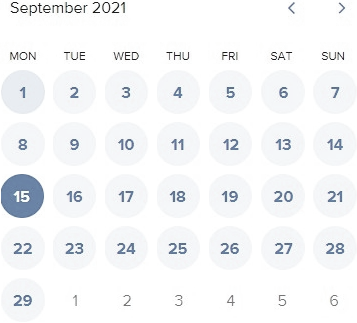 September 2021
MON TUE WED THU FRI SAT SUN
1 2 3 4 5 6 7
8 9 10 11 12 13 14
15 16 17 18 19 20 21
22 23 24 25 26 27 28
29 1 2 3 4 5 6